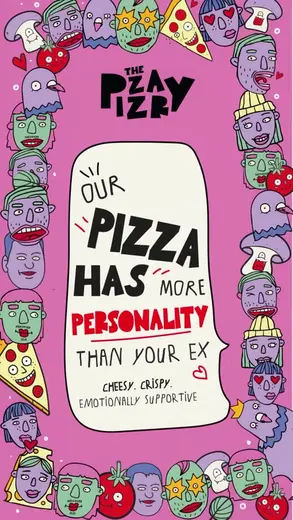 THE
PZAY
IZRY
OUR
PIZZA
HAS MORE
PERSONALITY
THAN YOUR EX
CHEESY. CRISPY.
EMOTIONALLY SUPPORTIVE